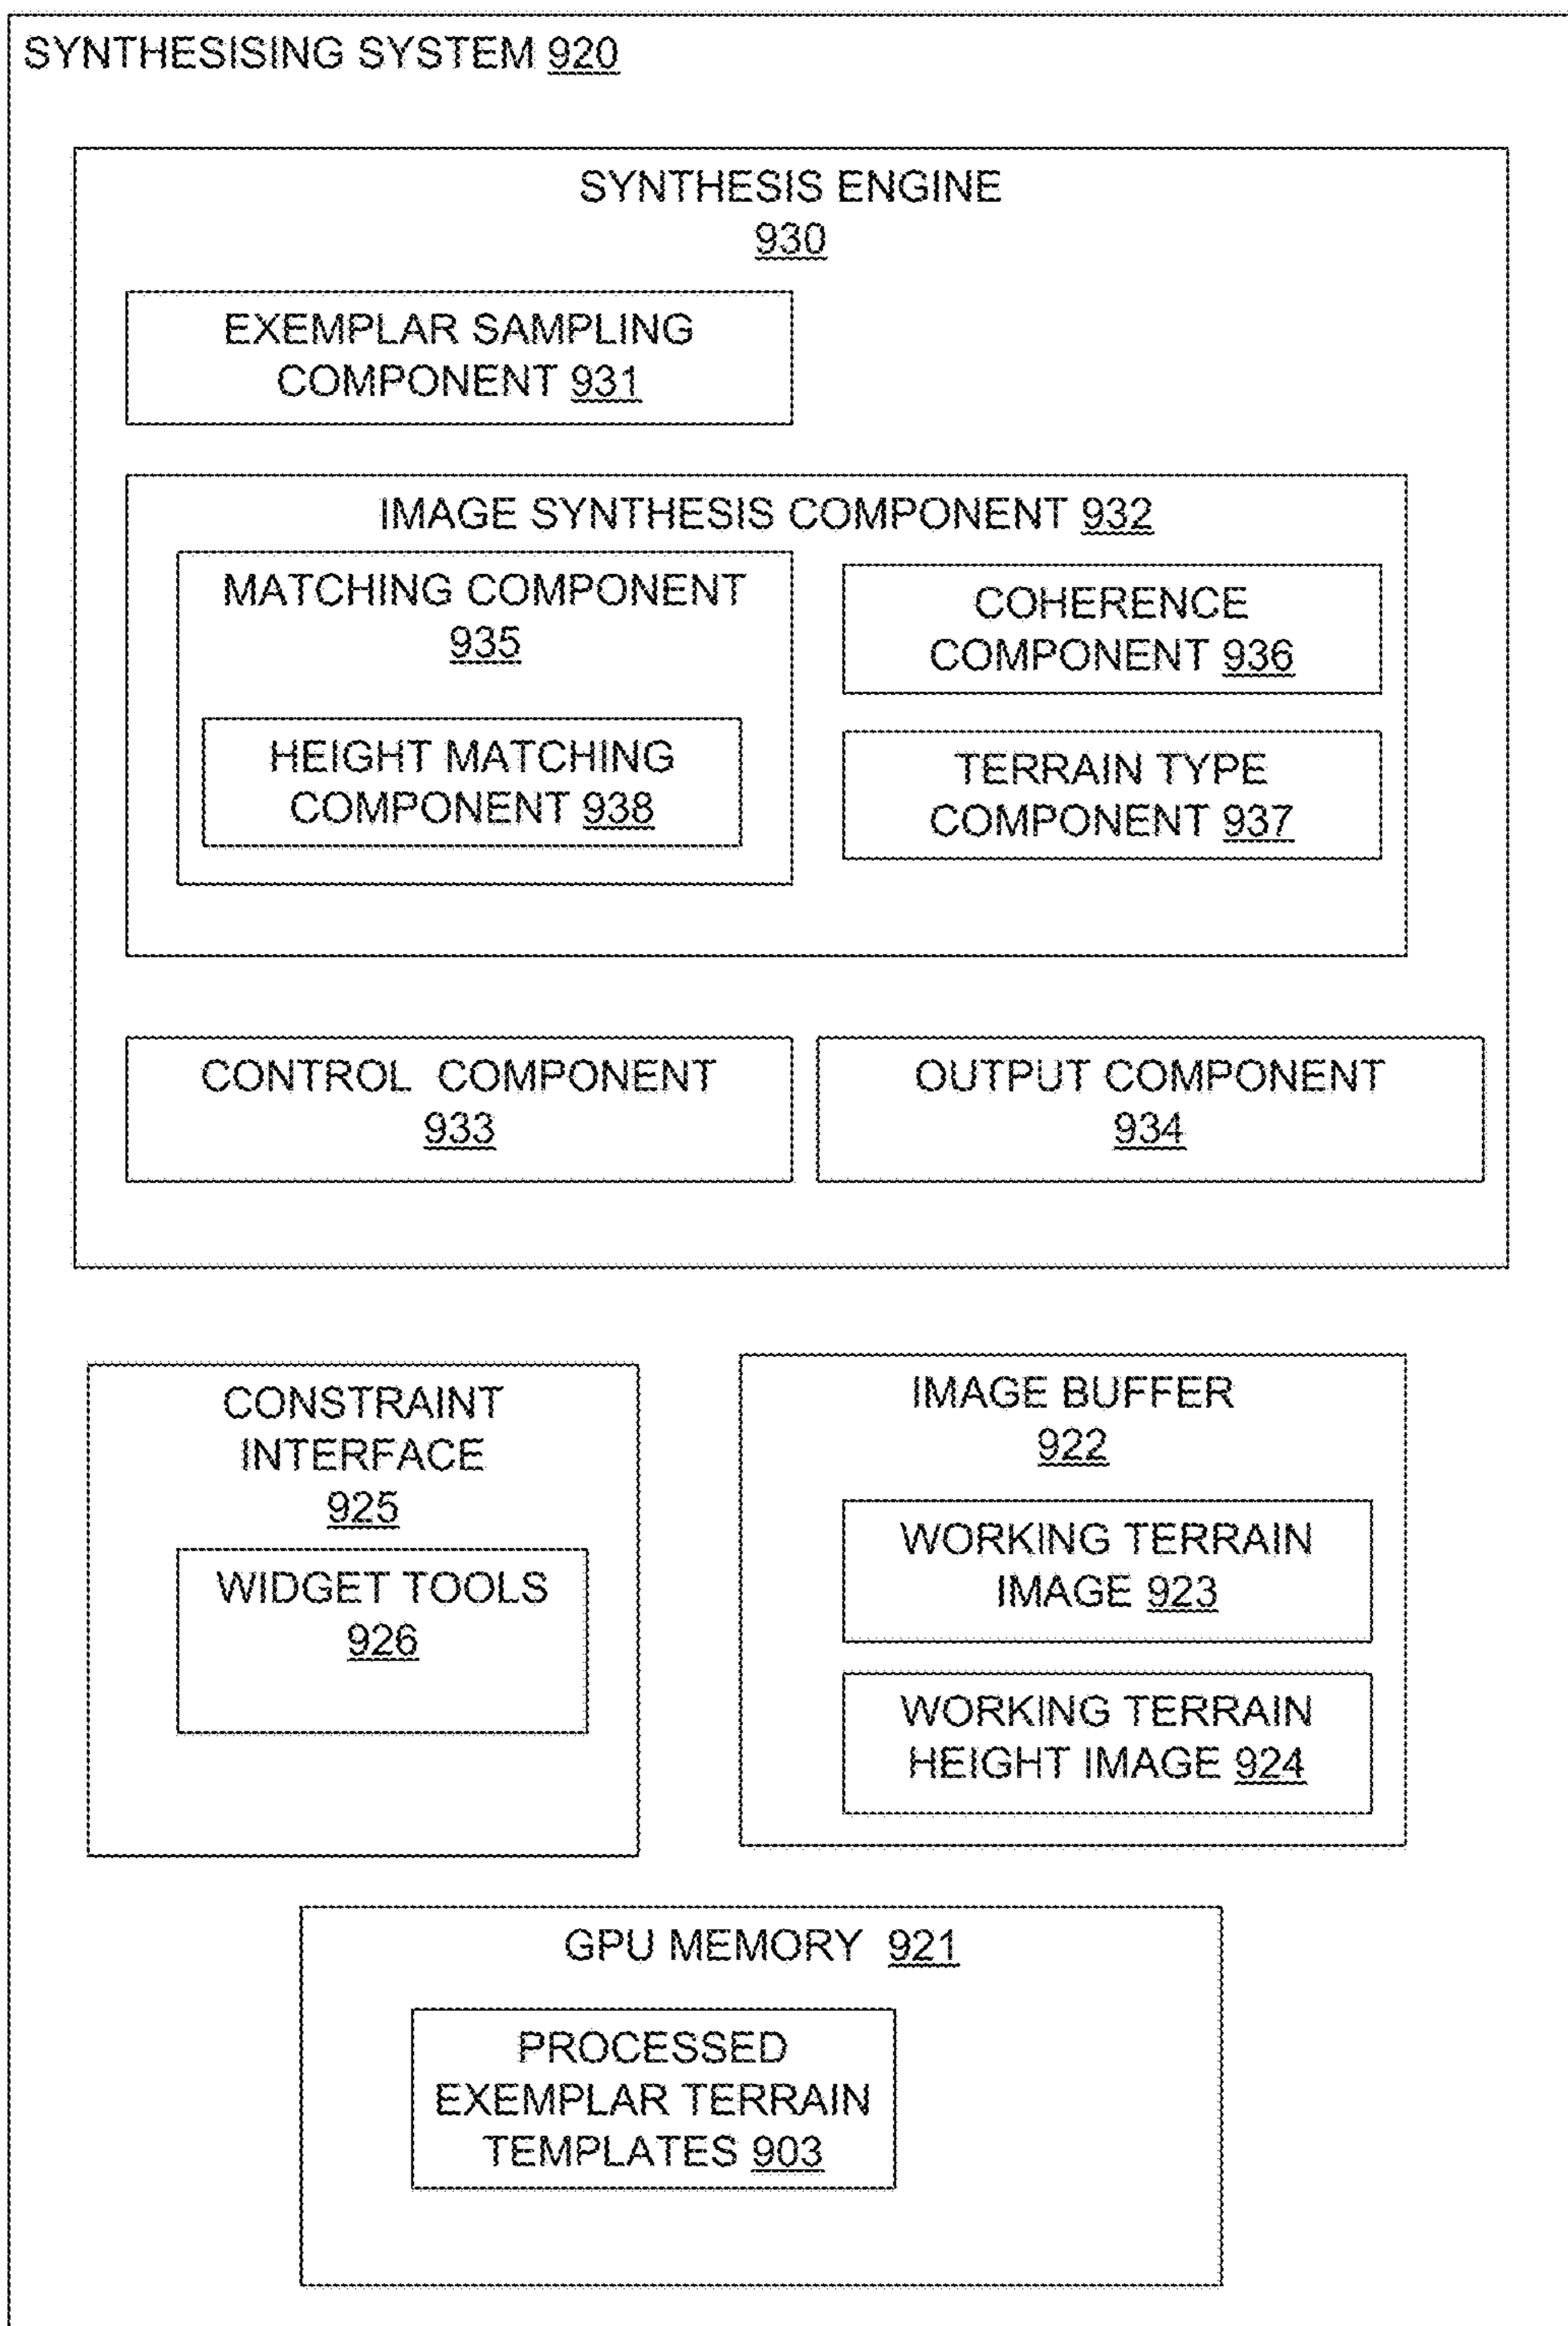 SYNTHESISING SYSTEM 920
SYNTHESIS ENGINE
930
EXEMPLAR SAMPLING
COMPONENT 931
IMAGE SYNTHESIS COMPONENT 932
MATCHING COMPONENT
935
HEIGHT MATCHING
COMPONENT 938
COHERENCE
COMPONENT 936
TERRAIN TYPE
COMPONENT 937
CONTROL COMPONENT
933
OUTPUT COMPONENT
934
CONSTRAINT
INTERFACE
925
WIDGET TOOLS
926
IMAGE BUFFER
922
WORKING TERRAIN
IMAGE 923
WORKING TERRAIN
HEIGHT IMAGE 924
GPU MEMORY 921
PROCESSED
EXEMPLAR TERRAIN
TEMPLATES 903